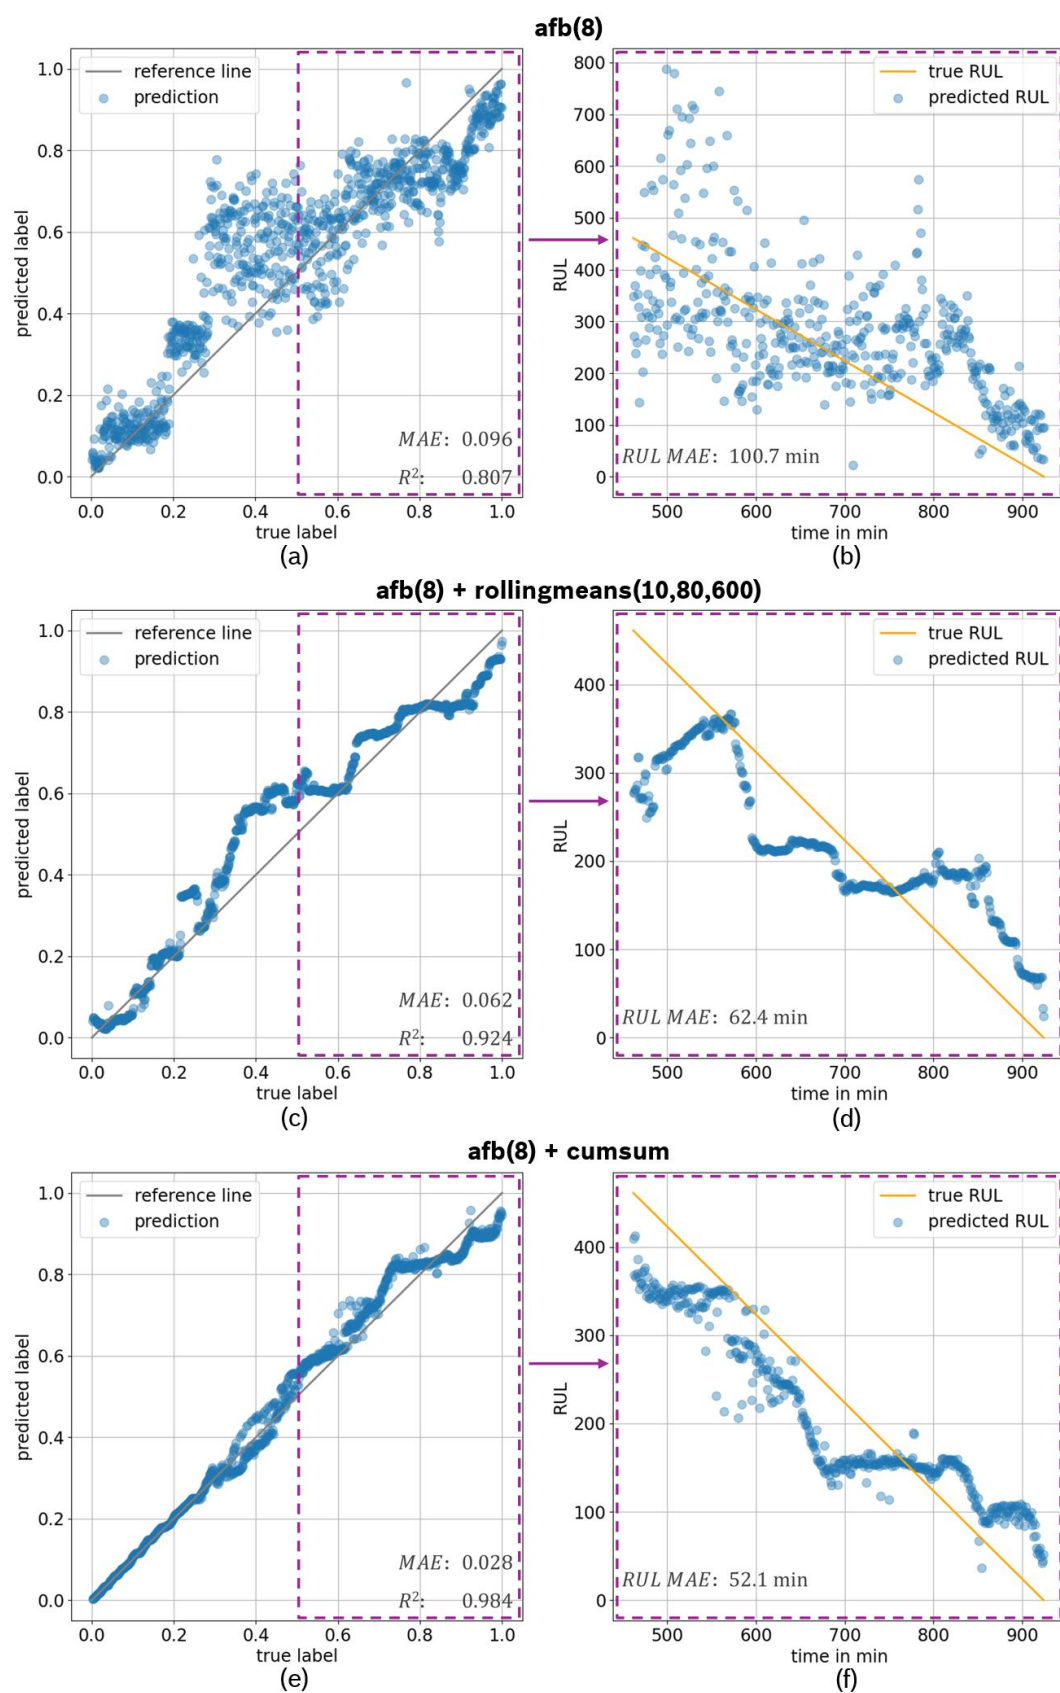 afb(8)
reference line
prediction
1.0
0.8
0.6
0.4
0.2
0.0
predicted label
MAE: 0.096
R²: 0.807
0.0 0.2 0.4 0.6 0.8 1.0
true label
(a)
true RUL
predicted RUL
800
700
600
500
400
300
200
100
0
RUL
RUL MAE: 100.7 min
500 600 700 800 900
time in min
(b)
afb(8) + rollingmeans(10,80,600)
reference line
prediction
1.0
0.8
0.6
0.4
0.2
0.0
predicted label
MAE: 0.062
R²: 0.924
0.0 0.2 0.4 0.6 0.8 1.0
true label
(c)
true RUL
predicted RUL
400
300
200
100
0
RUL
RUL MAE: 62.4 min
500 600 700 800 900
time in min
(d)
afb(8) + cumsum
reference line
prediction
1.0
0.8
0.6
0.4
0.2
0.0
predicted label
MAE: 0.028
R²: 0.984
0.0 0.2 0.4 0.6 0.8 1.0
true label
(e)
true RUL
predicted RUL
400
300
200
100
0
RUL
RUL MAE: 52.1 min
500 600 700 800 900
time in min
(f)